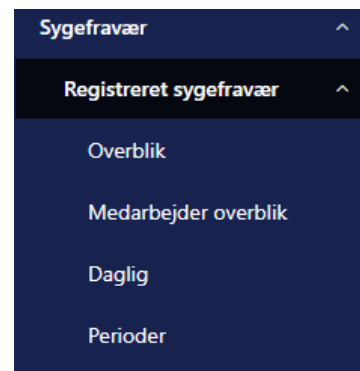 Sygefravær
Registreret sygefravær
Overblik
Medarbejder overblik
Daglig
Perioder